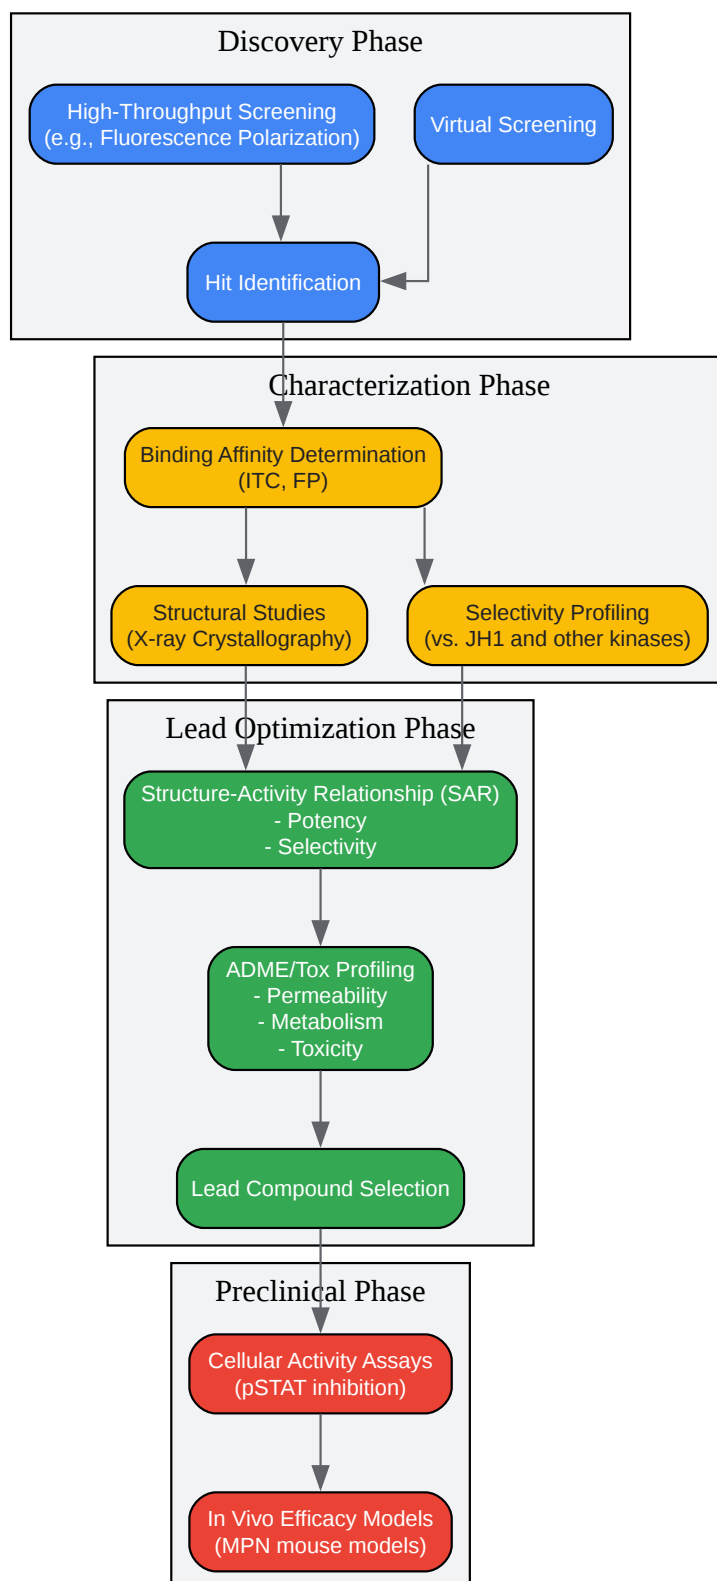 Discovery Phase
High-Throughput Screening
(e.g., Fluorescence Polarization)
Virtual Screening
Hit Identification
Characterization Phase
Binding Affinity Determination
(ITC, FP)
Structural Studies
(X-ray Crystallography)
Selectivity Profiling
(vs. JH1 and other kinases)
Lead Optimization Phase
Structure-Activity Relationship (SAR)
- Potency
- Selectivity
ADME/Tox Profiling
- Permeability
- Metabolism
- Toxicity
Lead Compound Selection
Preclinical Phase
Cellular Activity Assays
(pSTAT inhibition)
In Vivo Efficacy Models
(MPN mouse models)